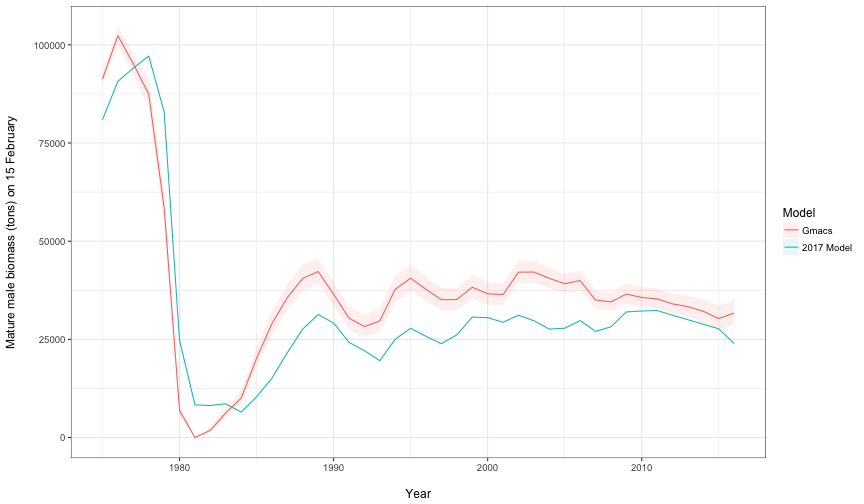 Mature male biomass (tons) on 15 February
100000
75000
50000
25000
0
1980
1990
2000
2010
Year
Model
Gmacs
2017 Model